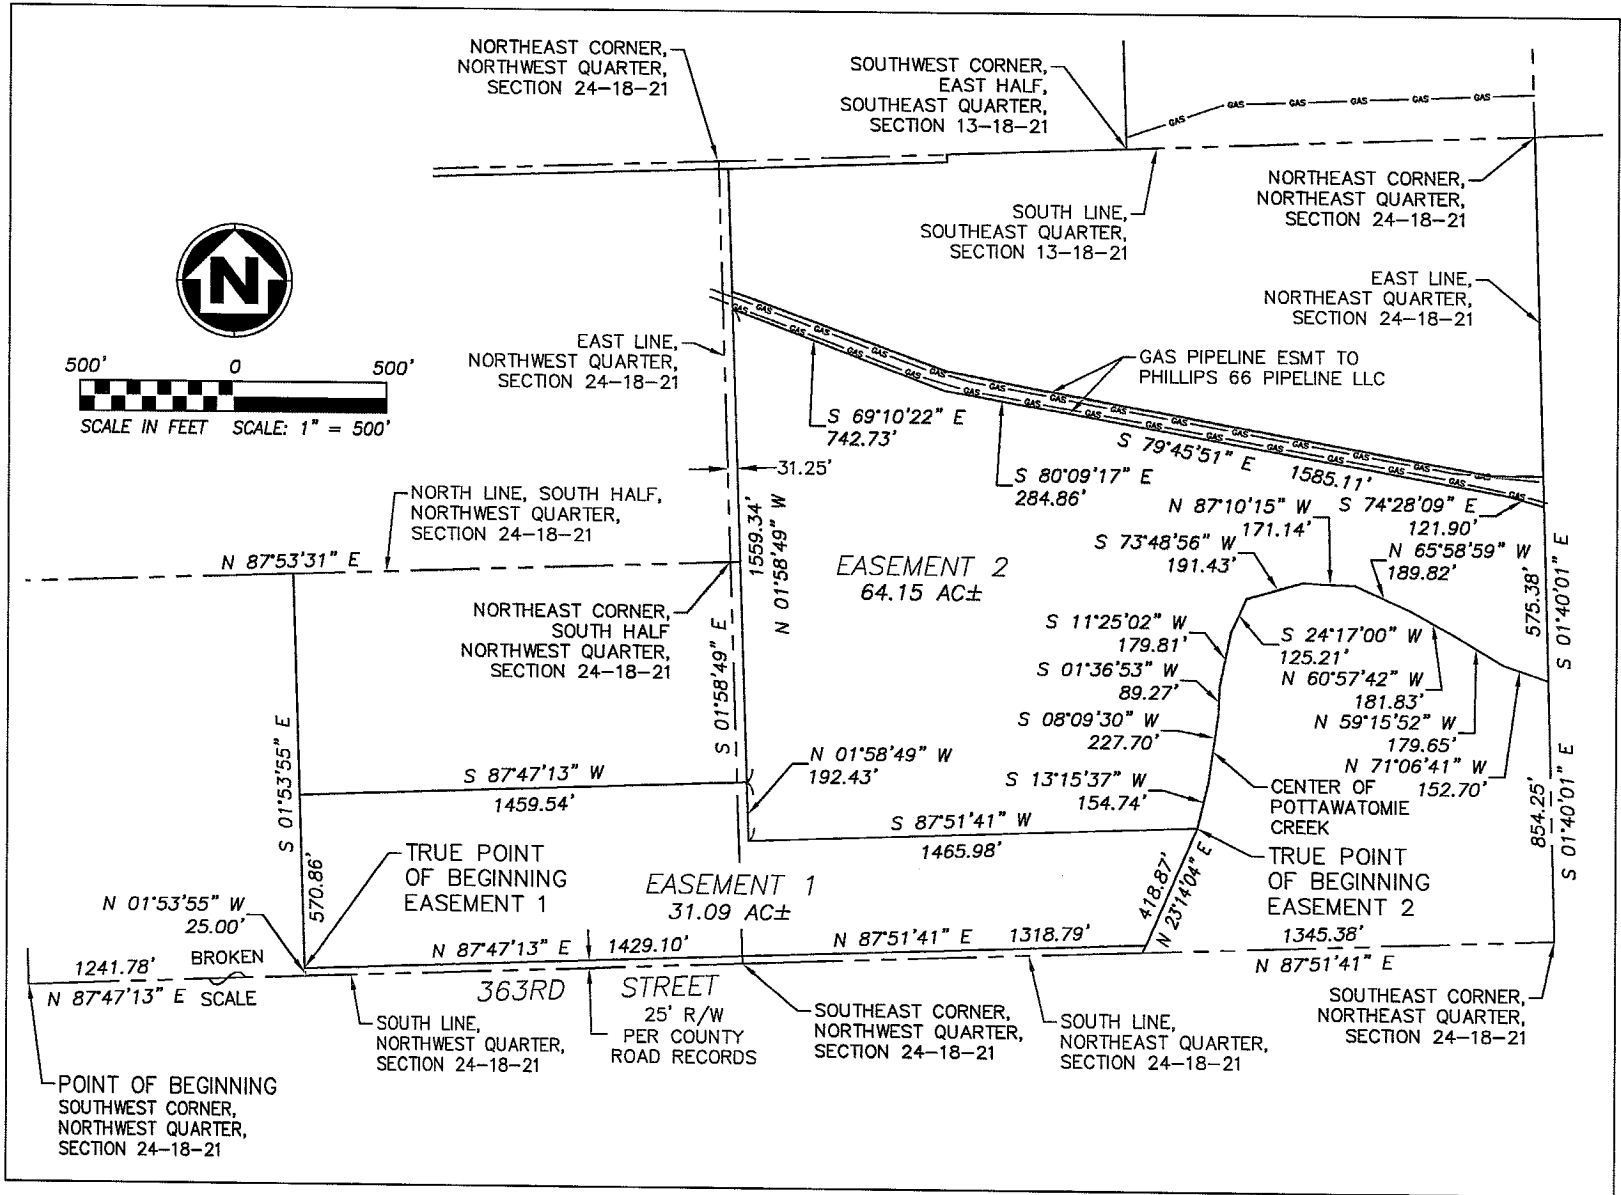 NORTHEAST CORNER,
NORTHWEST QUARTER,
SECTION 24-18-21
SOUTHWEST CORNER,
EAST HALF,
SOUTHEAST QUARTER,
SECTION 13-18-21
GAS GAS GAS GAS GAS GAS
NORTHEAST CORNER,
NORTHEAST QUARTER,
SECTION 24-18-21
SOUTH LINE,
SOUTHEAST QUARTER,
SECTION 13-18-21
N
EAST LINE,
NORTHEAST QUARTER,
SECTION 24-18-21
EAST LINE,
NORTHWEST QUARTER,
SECTION 24-18-21
GAS PIPELINE ESMT TO
PHILLIPS 66 PIPELINE LLC
500' 0 500'
SCALE IN FEET SCALE: 1" = 500'
S 69°10'22" E
742.73'
31.25'
S 80°09'17" E
284.86'
S 79°45'51" E 1585.11'
S 74°28'09" E
121.90'
NORTH LINE, SOUTH HALF,
NORTHWEST QUARTER,
SECTION 24-18-21
N 87°53'31" E
1559.34'
N 01°58'49" W
EASEMENT 2
64.15 AC±
N 87°10'15" W
171.14'
S 73°48'56" W
191.43'
N 65°58'59" W
189.82'
575.38'
S 01°40'01" E
NORTHEAST CORNER,
SOUTH HALF
NORTHWEST QUARTER,
SECTION 24-18-21
S 01°58'49" E
S 11°25'02" W
179.81'
S 24°17'00" W
125.21'
S 01°36'53" W
89.27'
N 60°57'42" W
181.83'
S 08°09'30" W
227.70'
N 59°15'52" W
179.65'
S 13°15'37" W
154.74'
N 71°06'41" W
152.70'
CENTER OF
POTTAWATOMIE
CREEK
S 01°53'55" E
570.86'
S 87°47'13" W
1459.54'
N 01°58'49" W
192.43'
S 87°51'41" W
1465.98'
854.25'
S 01°40'01" E
TRUE POINT
OF BEGINNING
EASEMENT 1
EASEMENT 1
31.09 AC±
418.87'
N 23°14'04" E
TRUE POINT
OF BEGINNING
EASEMENT 2
N 01°53'55" W
25.00'
1241.78' BROKEN
N 87°47'13" E SCALE
N 87°47'13" E 1429.10'
N 87°51'41" E 1318.79'
1345.38'
N 87°51'41" E
363RD STREET
25' R/W
PER COUNTY
ROAD RECORDS
SOUTH LINE,
NORTHWEST QUARTER,
SECTION 24-18-21
SOUTHEAST CORNER,
NORTHWEST QUARTER,
SECTION 24-18-21
SOUTH LINE,
NORTHEAST QUARTER,
SECTION 24-18-21
SOUTHEAST CORNER,
NORTHEAST QUARTER,
SECTION 24-18-21
POINT OF BEGINNING
SOUTHWEST CORNER,
NORTHWEST QUARTER,
SECTION 24-18-21